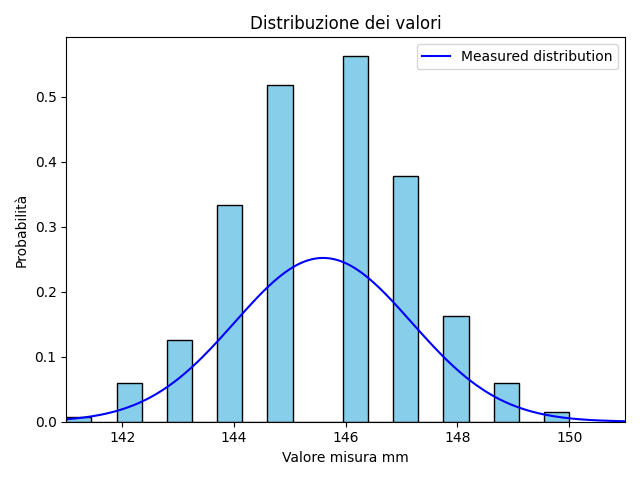 Distribuzione dei valori
Measured distribution
Probabilità
0.5
0.4
0.3
0.2
0.1
0.0
142 144 146 148 150
Valore misura mm